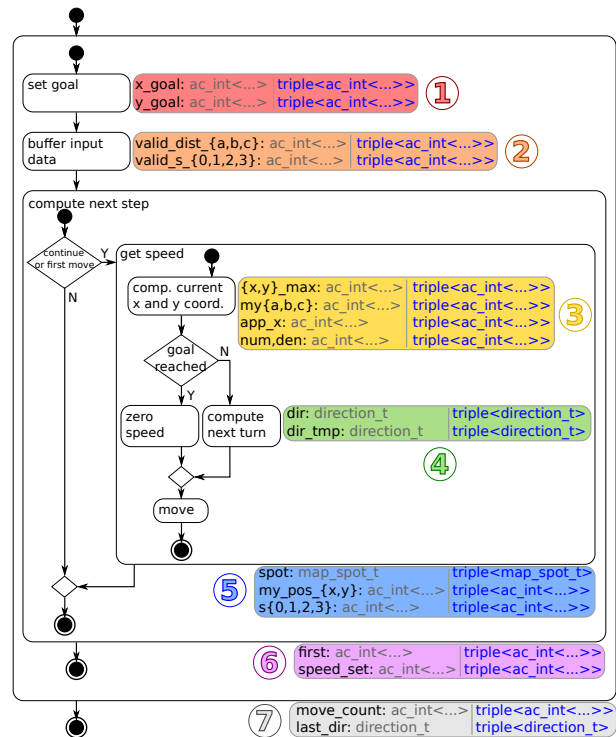 set goal
x_goal: ac_int<...> triple<ac_int<...>>
y_goal: ac_int<...> triple<ac_int<...>>
1
buffer input
data
valid_dist_{a,b,c}: ac_int<...> triple<ac_int<...>>
valid_s_{0,1,2,3}: ac_int<...> triple<ac_int<...>>
2
compute next step
continue
or first move
Y
N
get speed
comp. current
x and y coord.
{x,y}_max: ac_int<...> triple<ac_int<...>>
my{a,b,c}: ac_int<...> triple<ac_int<...>>
app_x: ac_int<...> triple<ac_int<...>>
num,den: ac_int<...> triple<ac_int<...>>
3
goal
reached
N
Y
zero
speed
compute
next turn
dir: direction_t triple<direction_t>
dir_tmp: direction_t triple<direction_t>
4
move
5
spot: map_spot_t triple<map_spot_t>
my_pos_{x,y}: ac_int<...> triple<ac_int<...>>
s{0,1,2,3}: ac_int<...> triple<ac_int<...>>
6
first: ac_int<...> triple<ac_int<...>>
speed_set: ac_int<...> triple<ac_int<...>>
7
move_count: ac_int<...> triple<ac_int<...>>
last_dir: direction_t triple<direction_t>